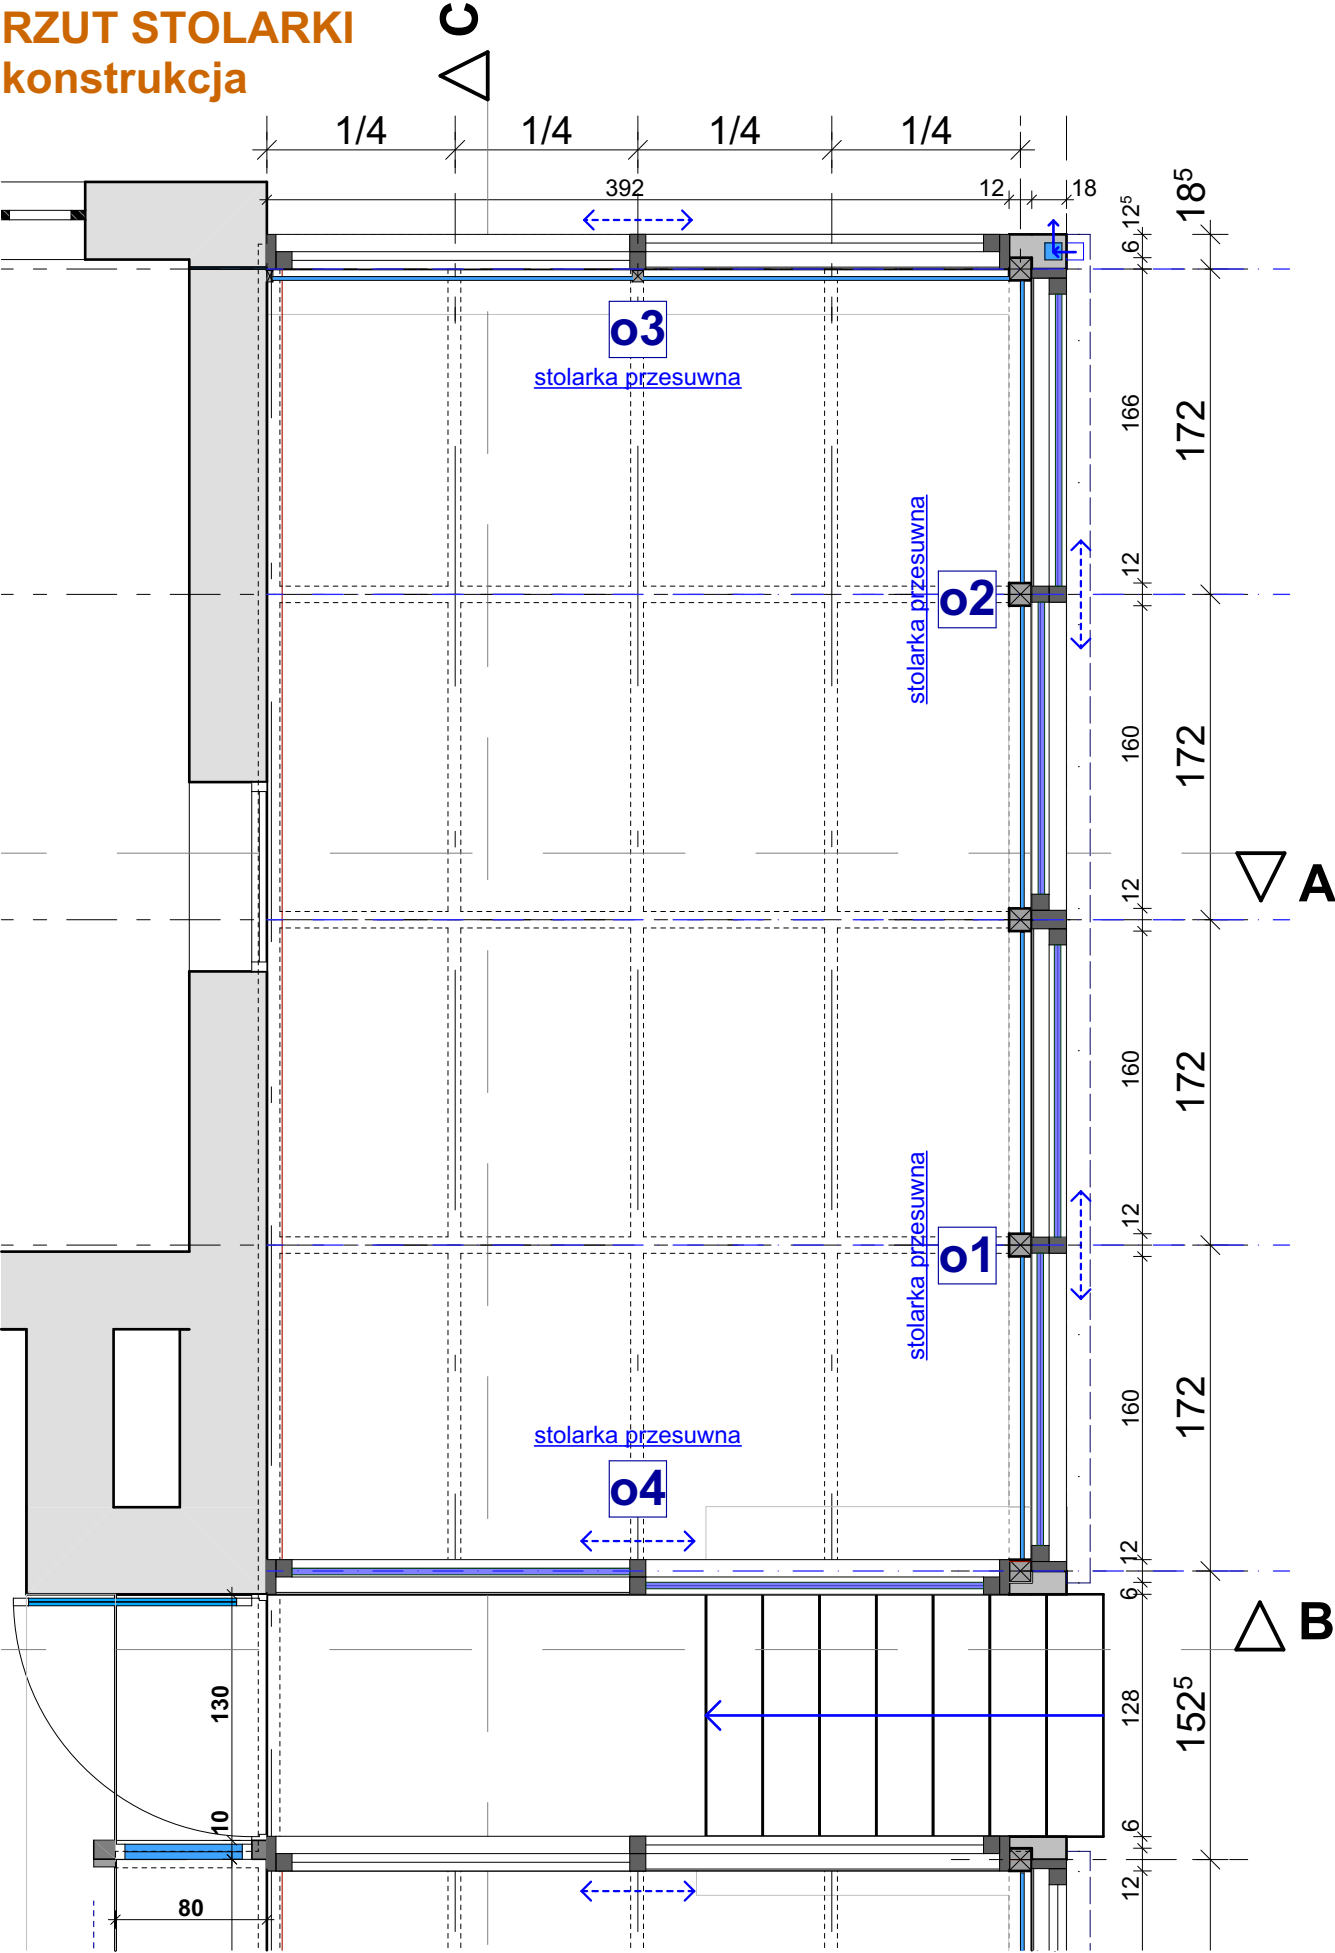 RZUT STOLARKI
konstrukcja
C
1/4 1/4 1/4 1/4
392 12 18
12⁵ 18⁵
6
o3
stolarka przesuwna
166 172
stolarka przesuwna
o2
12
160 172
A
12
160 172
stolarka przesuwna
o1
12
160 172
stolarka przesuwna
o4
12
6
B
130
128 152⁵
10
6
12
80